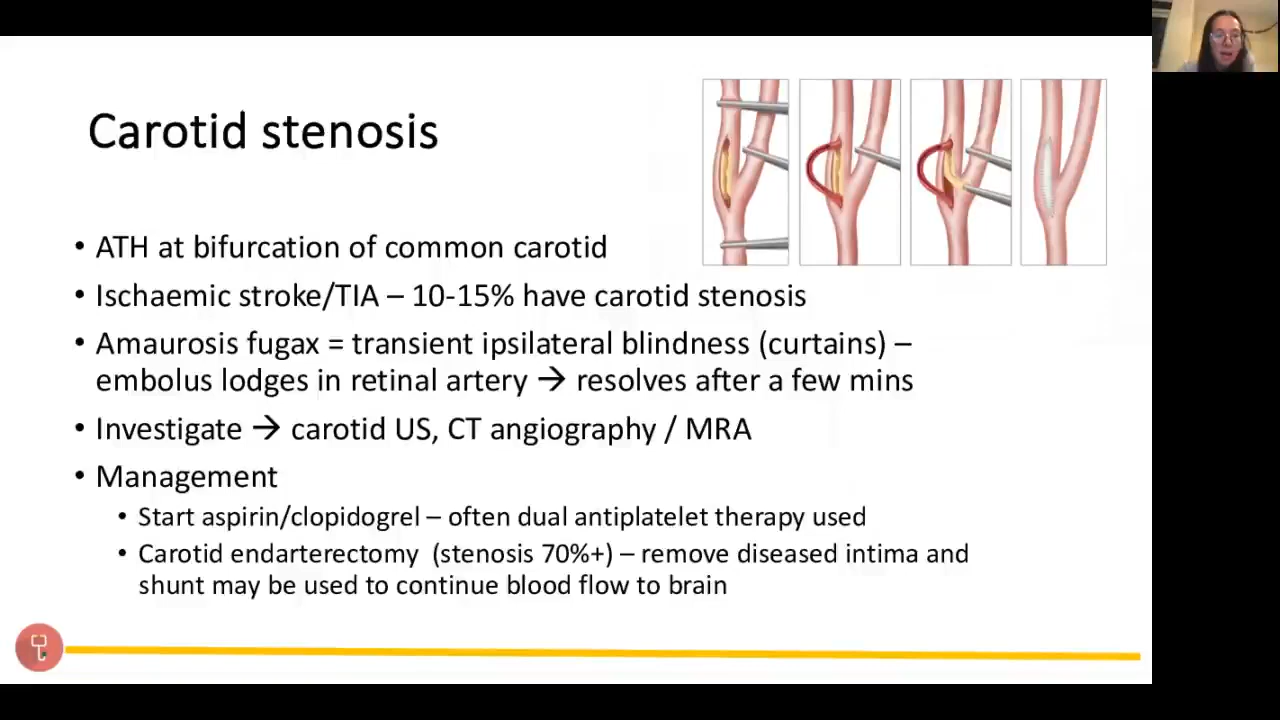 Carotid stenosis
• ATH at bifurcation of common carotid
• Ischaemic stroke/TIA – 10-15% have carotid stenosis
• Amaurosis fugax = transient ipsilateral blindness (curtains) –
embolus lodges in retinal artery → resolves after a few mins
• Investigate → carotid US, CT angiography / MRA
• Management
• Start aspirin/clopidogrel – often dual antiplatelet therapy used
• Carotid endarterectomy (stenosis 70%+) – remove diseased intima and
shunt may be used to continue blood flow to brain